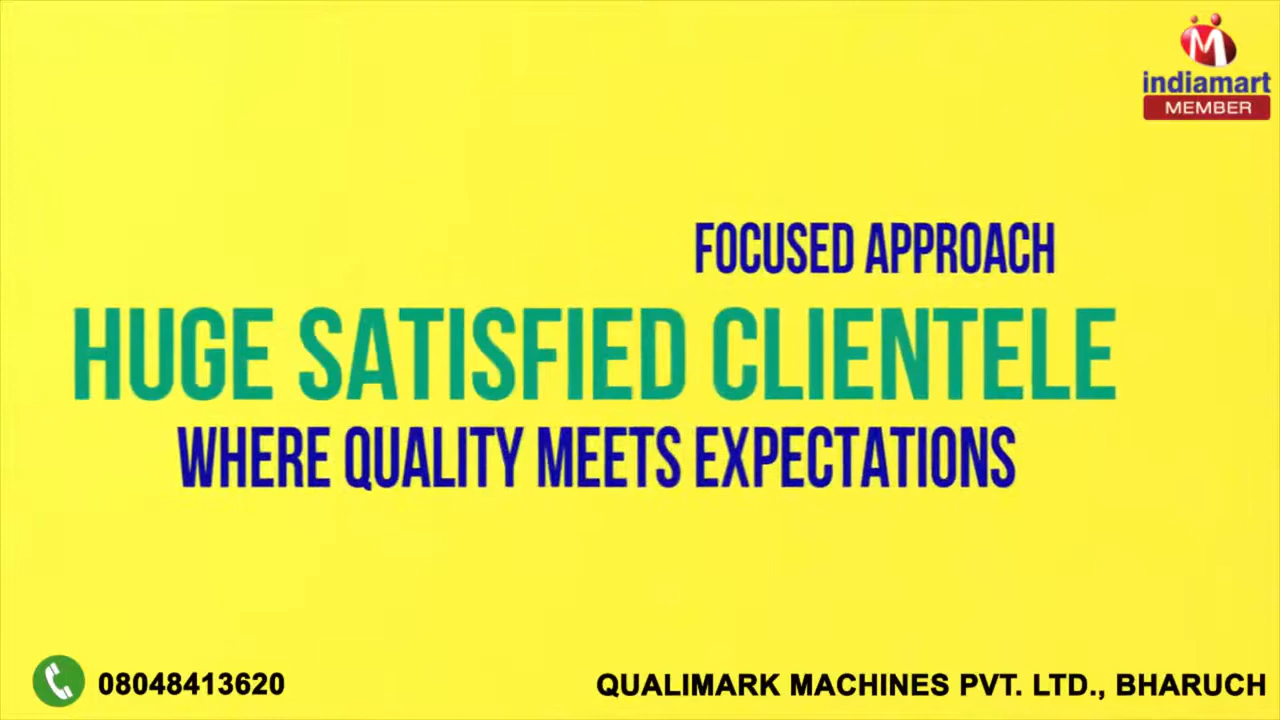 indiamart
MEMBER
FOCUSED APPROACH
HUGE SATISFIED CLIENTELE
WHERE QUALITY MEETS EXPECTATIONS
08048413620
QUALIMARK MACHINES PVT. LTD., BHARUCH